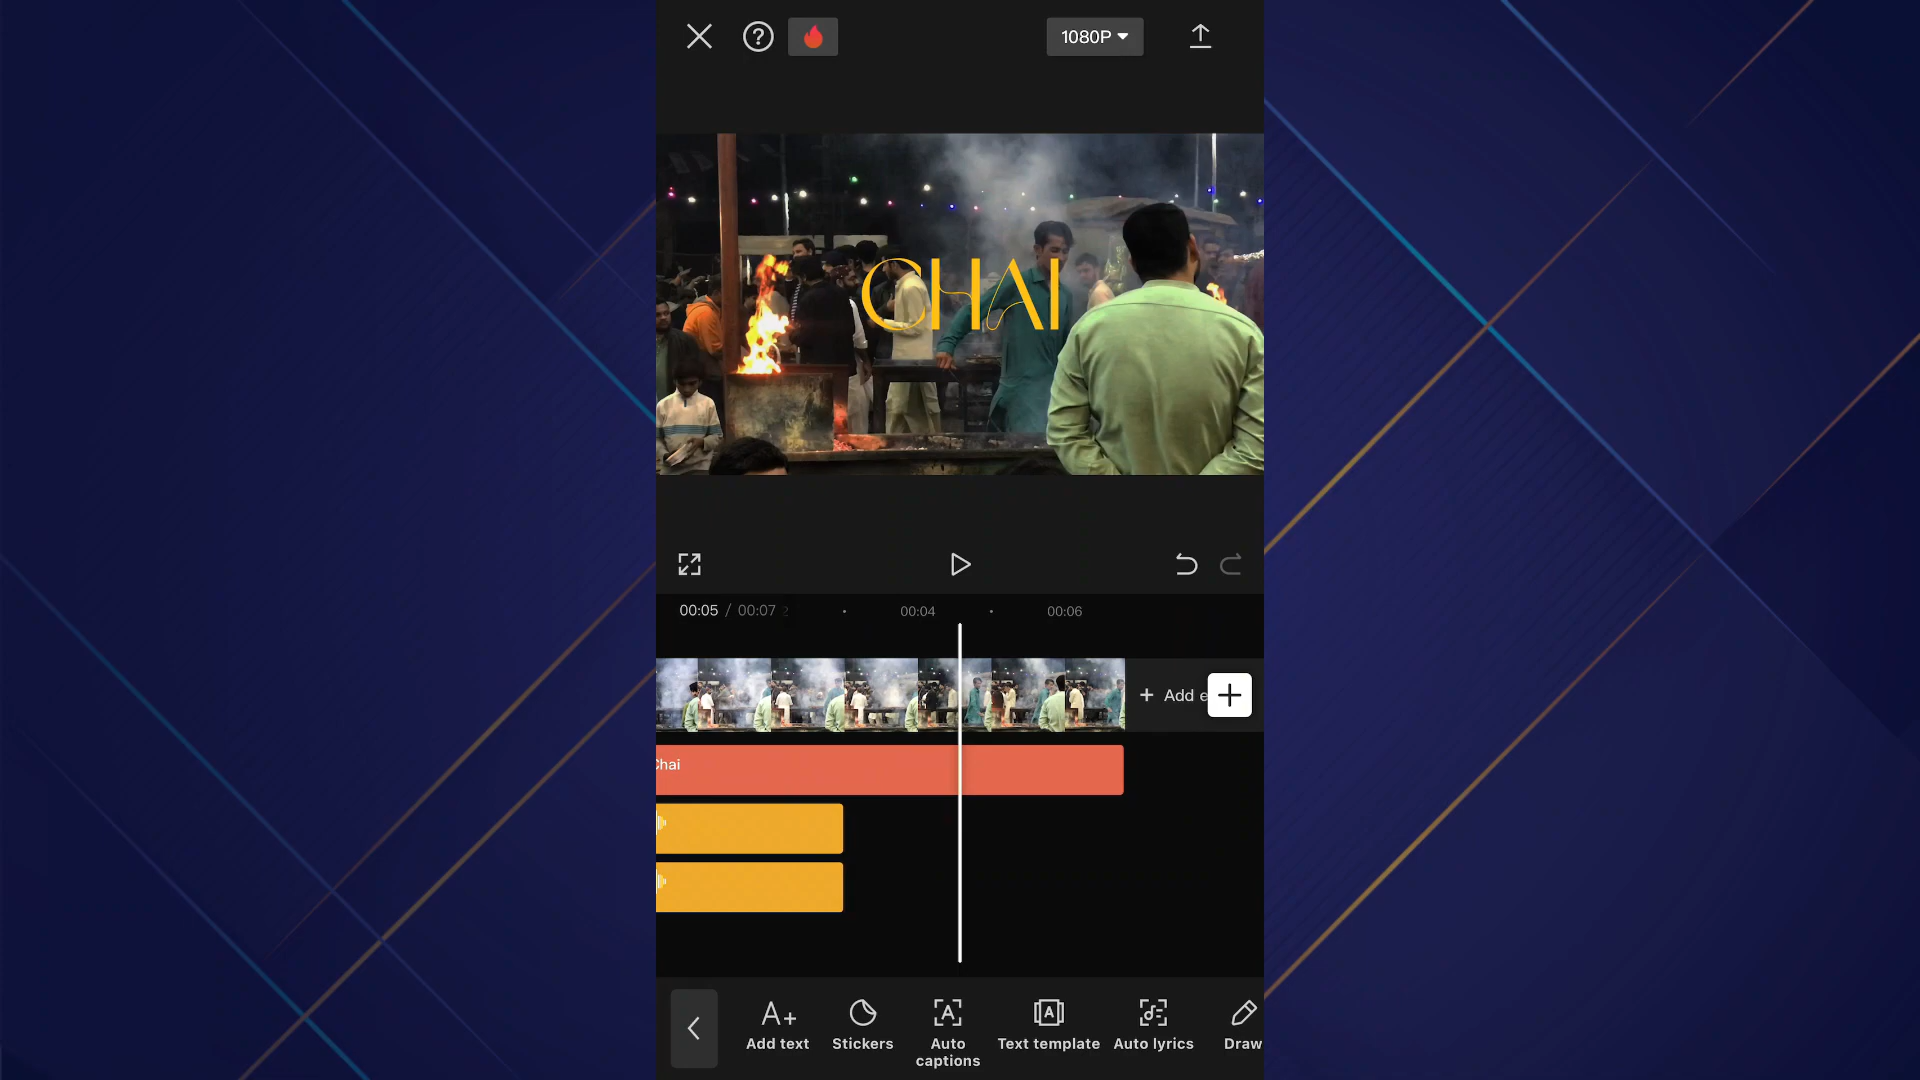 1080P
CHAI
00:05 / 00:07 2 00:04 00:06
+ Add e
Chai
Add text
Stickers
Auto captions
Text template
Auto lyrics
Draw